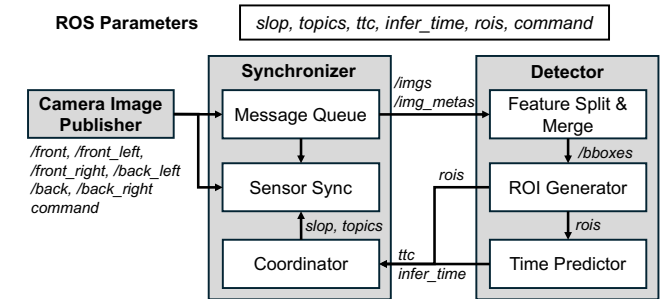 ROS Parameters
slop, topics, ttc, infer_time, rois, command
Synchronizer
Detector
Camera Image
Publisher
/front, /front_left,
/front_right, /back_left
/back, /back_right
command
Message Queue
Sensor Sync
slop, topics
Coordinator
/imgs
/img_metas
rois
ttc
infer_time
Feature Split &
Merge
/bboxes
ROI Generator
rois
Time Predictor